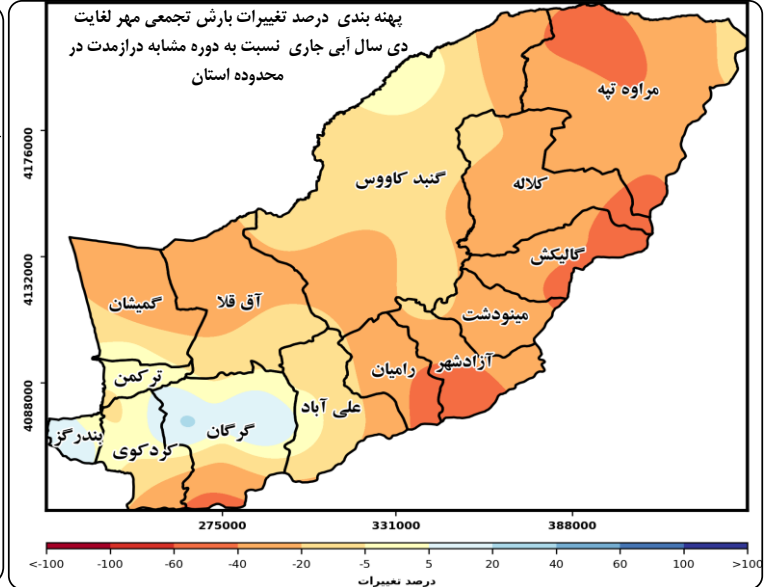 پهنه بندی درصد تغییرات بارش تجمعی مهر لغایت
دی سال آبی جاری نسبت به دوره مشابه درازمدت در
محدوده استان
مراوه تپه
گنبد کاووس
کلاله
گالیکش
گمیشان
آق قلا
مینودشت
آزادشهر
رامیان
ترکمن
علی آباد
گرگان
بندرگز
کردکوی
4176000
4132000
4088000
275000
331000
388000
<-100
-100
-60
-40
-20
-5
5
20
40
60
100
>100
درصد تغییرات